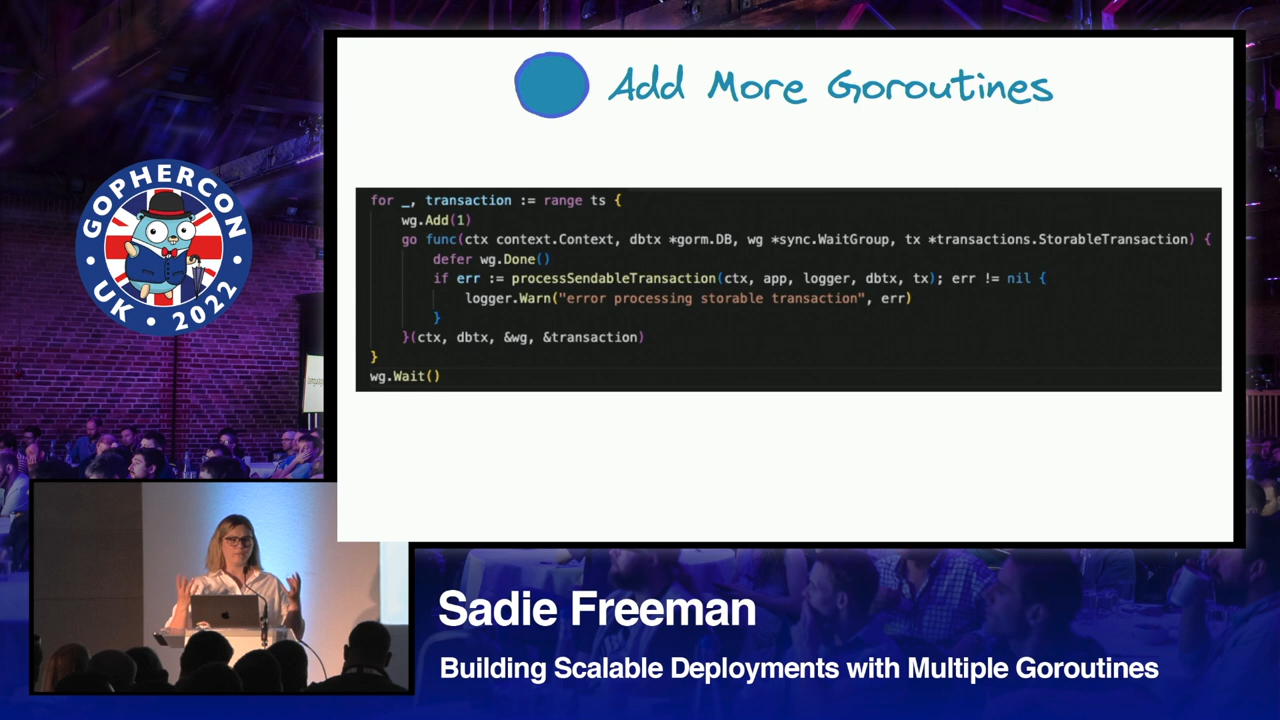 Add More Goroutines
GOPHERCON
UK • 2022
for _, transaction := range ts {
wg.Add(1)
go func(ctx context.Context, dbtx *gorm.DB, wg *sync.WaitGroup, tx *transactions.StorableTransaction) {
defer wg.Done()
if err := processSendableTransaction(ctx, app, logger, dbtx, tx); err != nil {
logger.Warn("error processing storable transaction", err)
}
}(ctx, dbtx, &wg, &transaction)
}
wg.Wait()
Sadie Freeman
Building Scalable Deployments with Multiple Goroutines